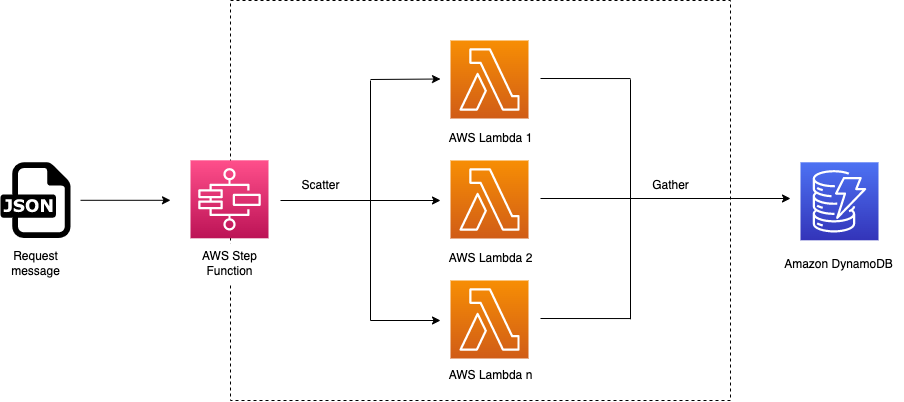 JSON
Request
message
AWS Step
Function
Scatter
AWS Lambda 1
AWS Lambda 2
AWS Lambda n
Gather
Amazon DynamoDB